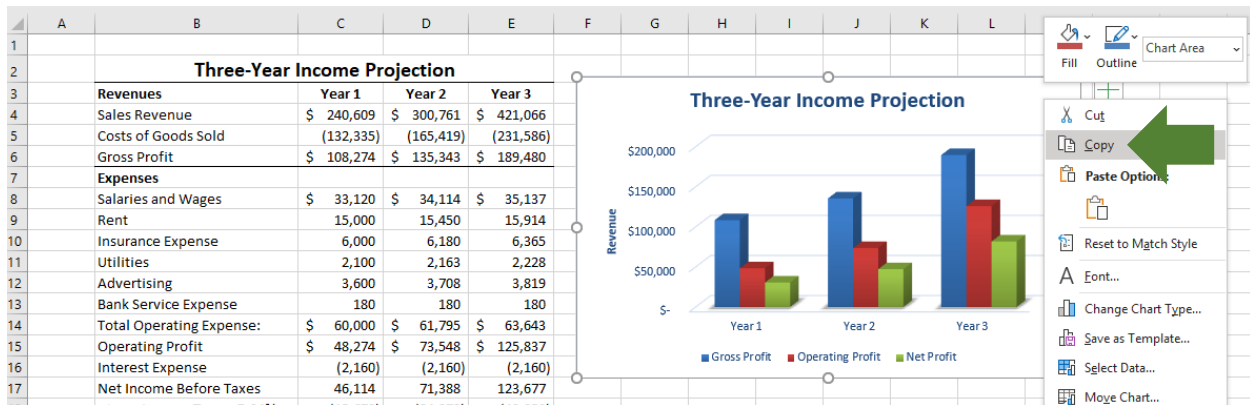 A B C D E F G H I J K L
1
2 Three-Year Income Projection
3 Revenues Year 1 Year 2 Year 3
4 Sales Revenue $ 240,609 $ 300,761 $ 421,066
5 Costs of Goods Sold (132,335) (165,419) (231,586)
6 Gross Profit $ 108,274 $ 135,343 $ 189,480
7 Expenses
8 Salaries and Wages $ 33,120 $ 34,114 $ 35,137
9 Rent 15,000 15,450 15,914
10 Insurance Expense 6,000 6,180 6,365
11 Utilities 2,100 2,163 2,228
12 Advertising 3,600 3,708 3,819
13 Bank Service Expense 180 180 180
14 Total Operating Expense: $ 60,000 $ 61,795 $ 63,643
15 Operating Profit $ 48,274 $ 73,548 $ 125,837
16 Interest Expense (2,160) (2,160) (2,160)
17 Net Income Before Taxes 46,114 71,388 123,677
Three-Year Income Projection
Revenue
$200,000
$150,000
$100,000
$50,000
$-
Year 1 Year 2 Year 3
Gross Profit Operating Profit Net Profit
Fill Outline Chart Area
Cut
Copy
Paste Option
Reset to Match Style
A Font...
Change Chart Type...
Save as Template...
Select Data...
Move Chart...